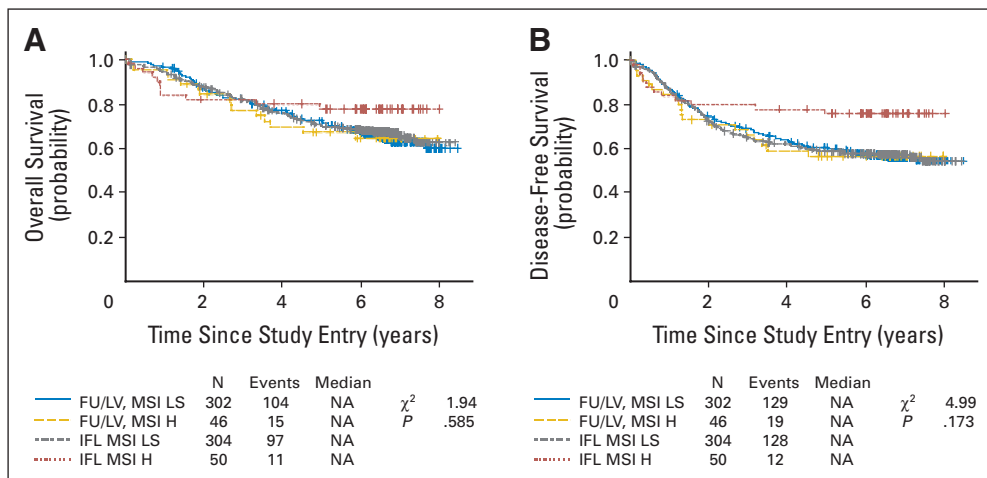 A
Overall Survival
(probability)
1.0
0.8
0.6
0.4
0.2
0
2
4
6
8
Time Since Study Entry (years)
N Events Median
FU/LV, MSI LS 302 104 NA χ² 1.94
FU/LV, MSI H 46 15 NA P .585
IFL MSI LS 304 97 NA
IFL MSI H 50 11 NA
B
Disease-Free Survival
(probability)
1.0
0.8
0.6
0.4
0.2
0
2
4
6
8
Time Since Study Entry (years)
N Events Median
FU/LV, MSI LS 302 129 NA χ² 4.99
FU/LV, MSI H 46 19 NA P .173
IFL MSI LS 304 128 NA
IFL MSI H 50 12 NA